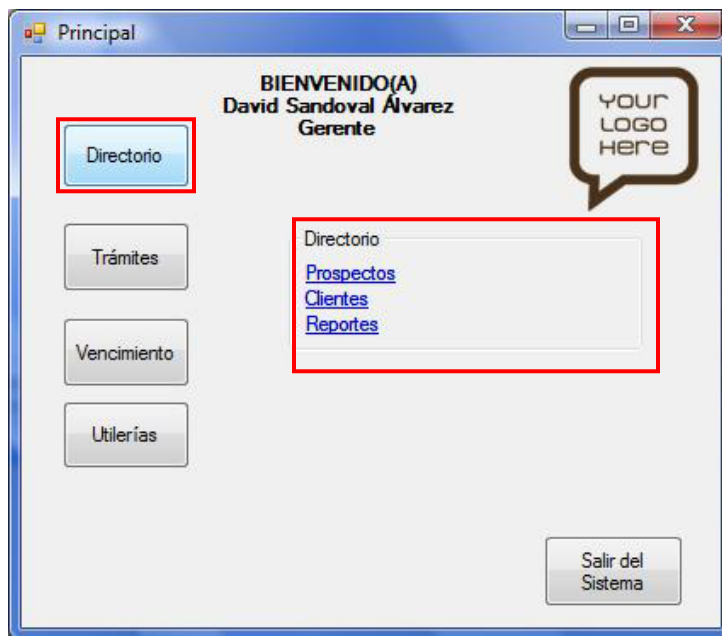 Principal
BIENVENIDO(A)
David Sandoval Álvarez
Gerente
YOUR
LOGO
Here
Directorio
Trámites
Vencimiento
Utilerías
Directorio
Prospectos
Clientes
Reportes
Salir del
Sistema